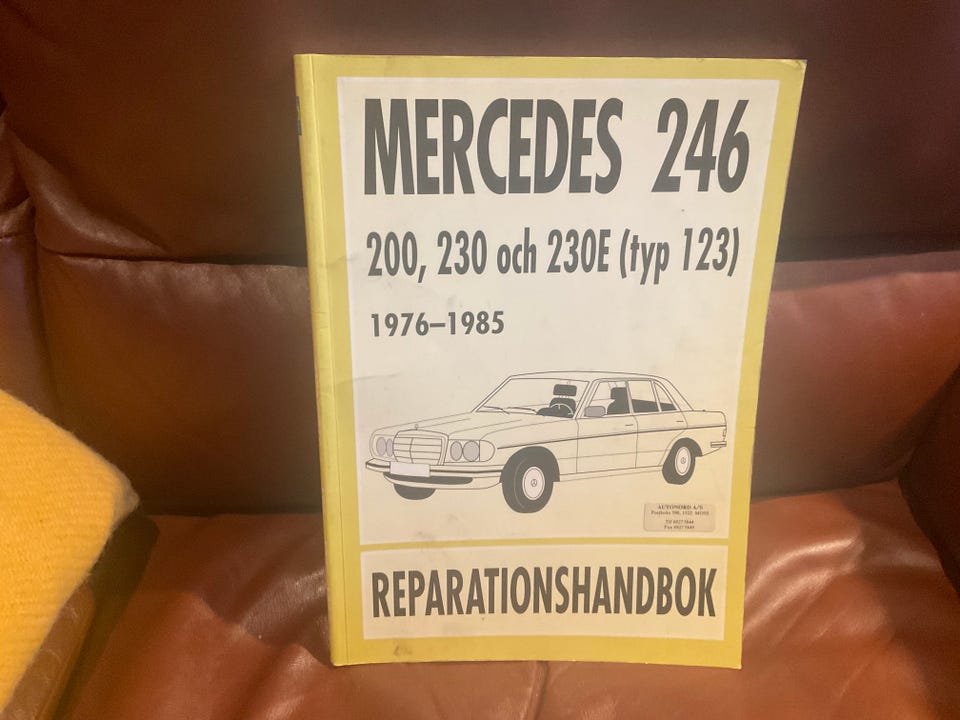 MERCEDES 246
200, 230 och 230E (typ 123)
1976–1985
AUTONORD A/S
REPARATIONSHANDBOK